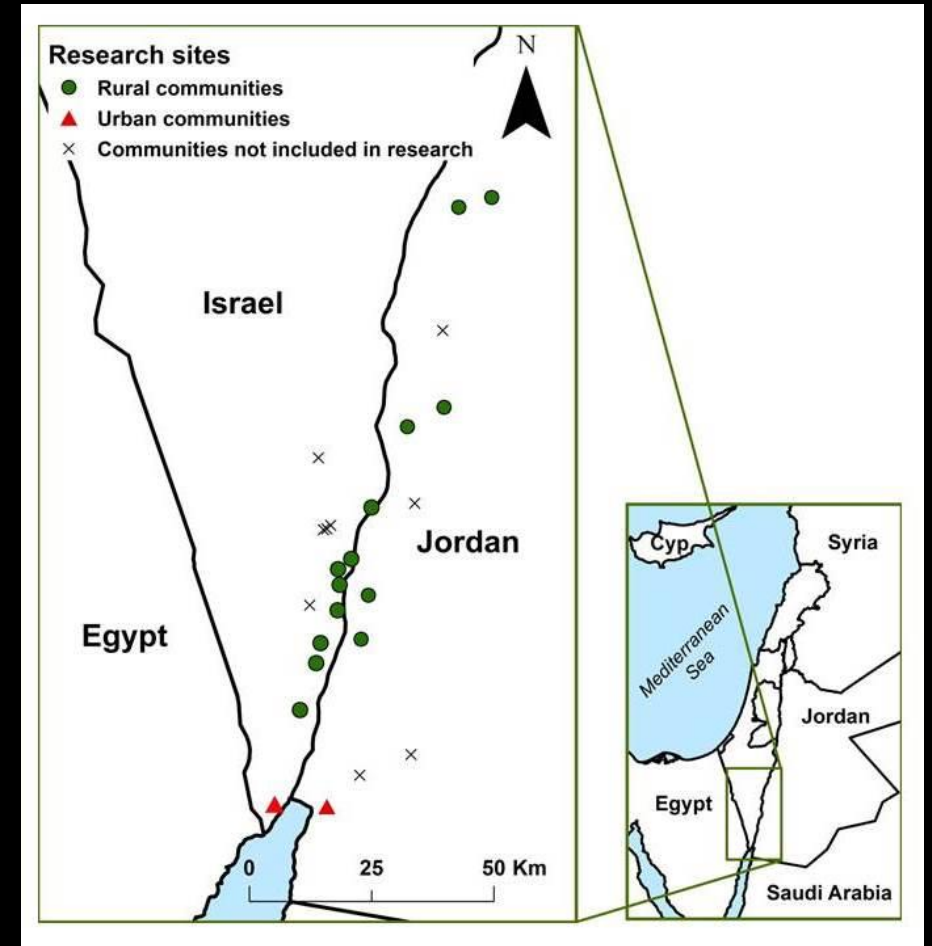 Research sites
Rural communities
Urban communities
Communities not included in research
N
Israel
Jordan
Egypt
0 25 50 Km
Cyp
Syria
Mediterranean
Sea
Jordan
Egypt
Saudi Arabia